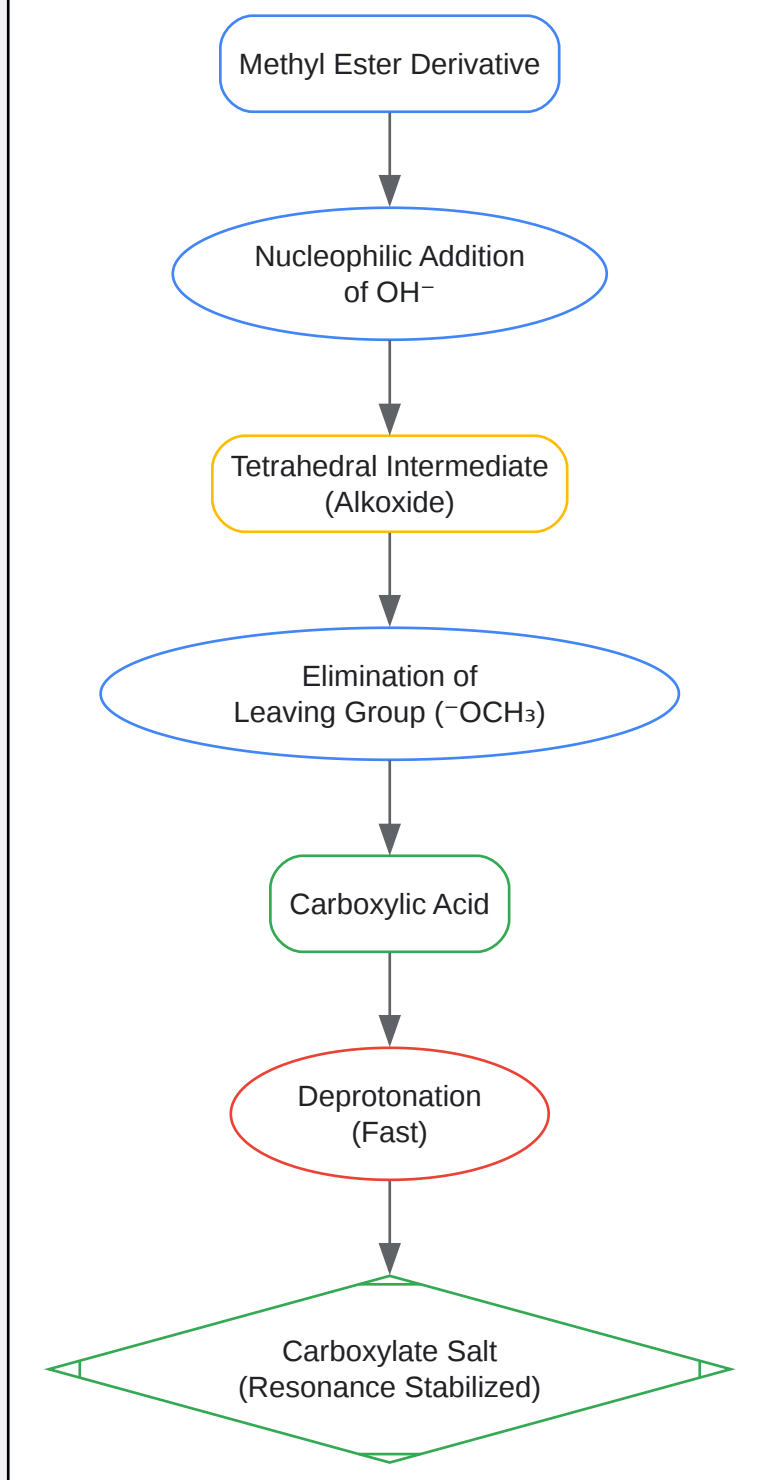 Methyl Ester Derivative
Nucleophilic Addition
of OH⁻
Tetrahedral Intermediate
(Alkoxide)
Elimination of
Leaving Group (⁻OCH₃)
Carboxylic Acid
Deprotonation
(Fast)
Carboxylate Salt
(Resonance Stabilized)